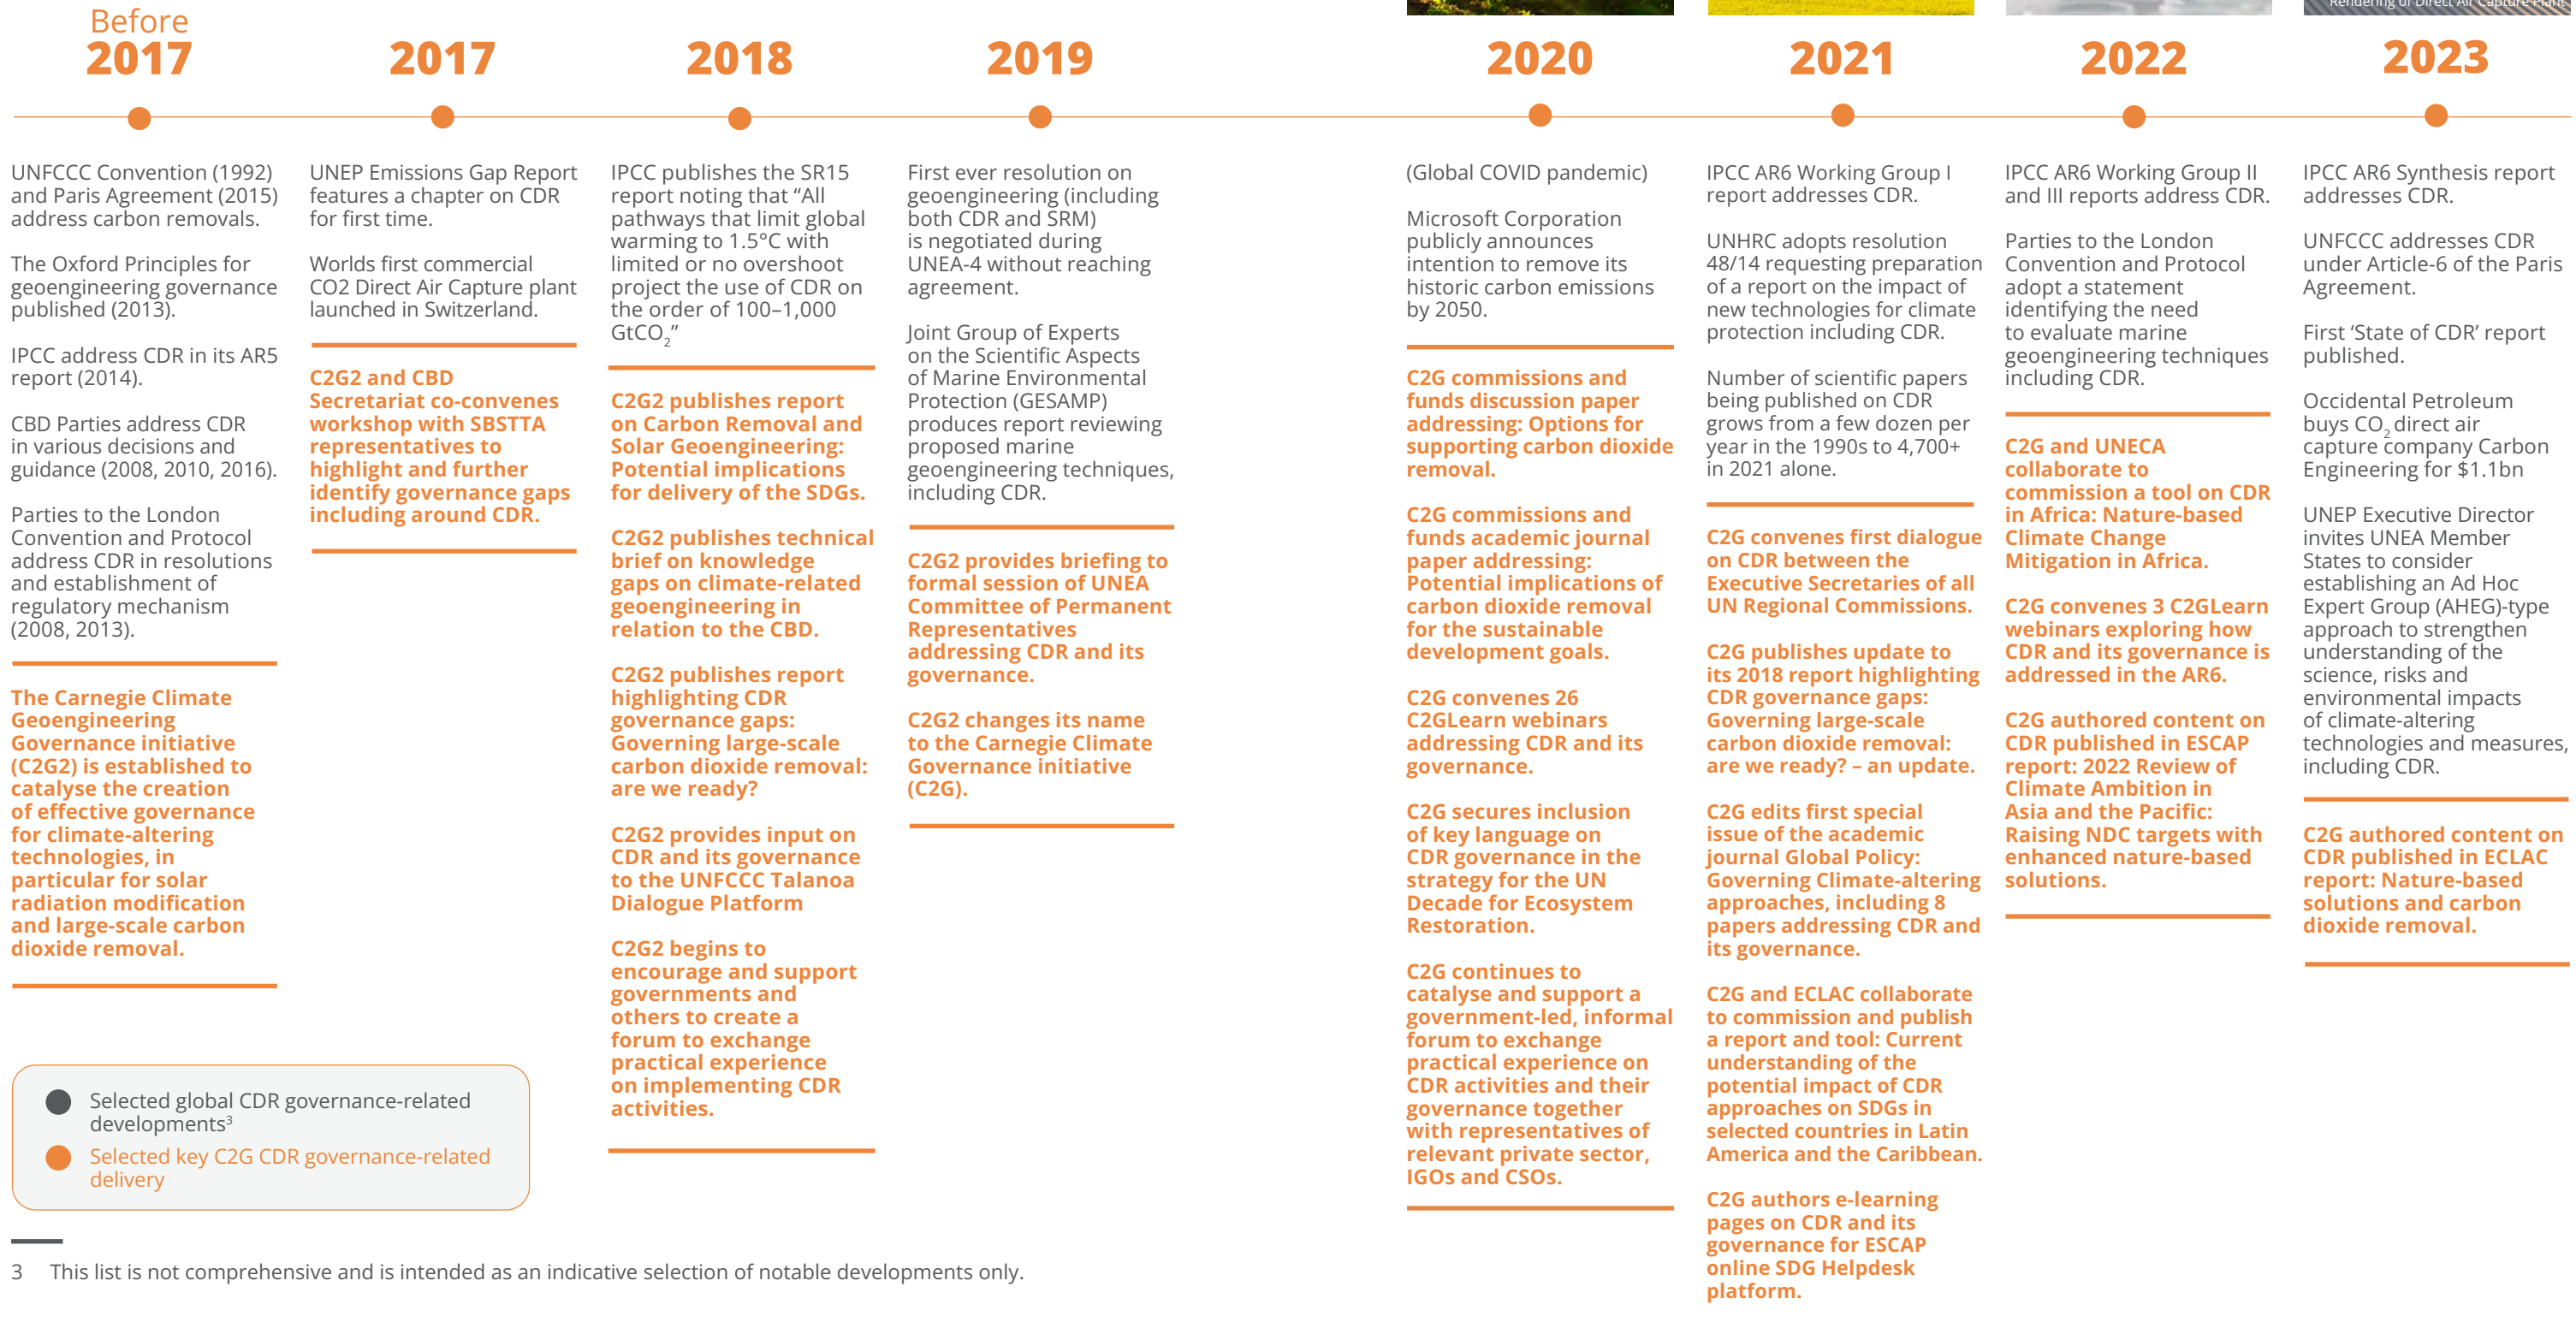 Rendering of Direct Air Capture Plant
Before
2017
UNFCCC Convention (1992)
and Paris Agreement (2015)
address carbon removals.
The Oxford Principles for
geoengineering governance
published (2013).
IPCC address CDR in its AR5
report (2014).
CBD Parties address CDR
in various decisions and
guidance (2008, 2010, 2016).
Parties to the London
Convention and Protocol
address CDR in resolutions
and establishment of
regulatory mechanism
(2008, 2013).
The Carnegie Climate
Geoengineering
Governance initiative
(C2G2) is established to
catalyse the creation
of effective governance
for climate-altering
technologies, in
particular for solar
radiation modification
and large-scale carbon
dioxide removal.
2017
UNEP Emissions Gap Report
features a chapter on CDR
for first time.
Worlds first commercial
CO2 Direct Air Capture plant
launched in Switzerland.
C2G2 and CBD
Secretariat co-convenes
workshop with SBSTTA
representatives to
highlight and further
identify governance gaps
including around CDR.
2018
IPCC publishes the SR15
report noting that “All
pathways that limit global
warming to 1.5°C with
limited or no overshoot
project the use of CDR on
the order of 100–1,000
GtCO₂”
C2G2 publishes report
on Carbon Removal and
Solar Geoengineering:
Potential implications
for delivery of the SDGs.
C2G2 publishes technical
brief on knowledge
gaps on climate-related
geoengineering in
relation to the CBD.
C2G2 publishes report
highlighting CDR
governance gaps:
Governing large-scale
carbon dioxide removal:
are we ready?
C2G2 provides input on
CDR and its governance
to the UNFCCC Talanoa
Dialogue Platform
C2G2 begins to
encourage and support
governments and
others to create a
forum to exchange
practical experience
on implementing CDR
activities.
2019
First ever resolution on
geoengineering (including
both CDR and SRM)
is negotiated during
UNEA-4 without reaching
agreement.
Joint Group of Experts
on the Scientific Aspects
of Marine Environmental
Protection (GESAMP)
produces report reviewing
proposed marine
geoengineering techniques,
including CDR.
C2G2 provides briefing to
formal session of UNEA
Committee of Permanent
Representatives
addressing CDR and its
governance.
C2G2 changes its name
to the Carnegie Climate
Governance initiative
(C2G).
2020
(Global COVID pandemic)
Microsoft Corporation
publicly announces
intention to remove its
historic carbon emissions
by 2050.
C2G commissions and
funds discussion paper
addressing: Options for
supporting carbon dioxide
removal.
C2G commissions and
funds academic journal
paper addressing:
Potential implications of
carbon dioxide removal
for the sustainable
development goals.
C2G convenes 26
C2GLearn webinars
addressing CDR and its
governance.
C2G secures inclusion
of key language on
CDR governance in the
strategy for the UN
Decade for Ecosystem
Restoration.
C2G continues to
catalyse and support a
government-led, informal
forum to exchange
practical experience on
CDR activities and their
governance together
with representatives of
relevant private sector,
IGOs and CSOs.
2021
IPCC AR6 Working Group I
report addresses CDR.
UNHRC adopts resolution
48/14 requesting preparation
of a report on the impact of
new technologies for climate
protection including CDR.
Number of scientific papers
being published on CDR
grows from a few dozen per
year in the 1990s to 4,700+
in 2021 alone.
C2G convenes first dialogue
on CDR between the
Executive Secretaries of all
UN Regional Commissions.
C2G publishes update to
its 2018 report highlighting
CDR governance gaps:
Governing large-scale
carbon dioxide removal:
are we ready? – an update.
C2G edits first special
issue of the academic
journal Global Policy:
Governing Climate-altering
approaches, including 8
papers addressing CDR and
its governance.
C2G and ECLAC collaborate
to commission and publish
a report and tool: Current
understanding of the
potential impact of CDR
approaches on SDGs in
selected countries in Latin
America and the Caribbean.
C2G authors e-learning
pages on CDR and its
governance for ESCAP
online SDG Helpdesk
platform.
2022
IPCC AR6 Working Group II
and III reports address CDR.
Parties to the London
Convention and Protocol
adopt a statement
identifying the need
to evaluate marine
geoengineering techniques
including CDR.
C2G and UNECA
collaborate to
commission a tool on CDR
in Africa: Nature-based
Climate Change
Mitigation in Africa.
C2G convenes 3 C2GLearn
webinars exploring how
CDR and its governance is
addressed in the AR6.
C2G authored content on
CDR published in ESCAP
report: 2022 Review of
Climate Ambition in
Asia and the Pacific:
Raising NDC targets with
enhanced nature-based
solutions.
2023
IPCC AR6 Synthesis report
addresses CDR.
UNFCCC addresses CDR
under Article-6 of the Paris
Agreement.
First ‘State of CDR’ report
published.
Occidental Petroleum
buys CO₂ direct air
capture company Carbon
Engineering for $1.1bn
UNEP Executive Director
invites UNEA Member
States to consider
establishing an Ad Hoc
Expert Group (AHEG)-type
approach to strengthen
understanding of the
science, risks and
environmental impacts
of climate-altering
technologies and measures,
including CDR.
C2G authored content on
CDR published in ECLAC
report: Nature-based
solutions and carbon
dioxide removal.
Selected global CDR governance-related
developments³
Selected key C2G CDR governance-related
delivery
3 This list is not comprehensive and is intended as an indicative selection of notable developments only.